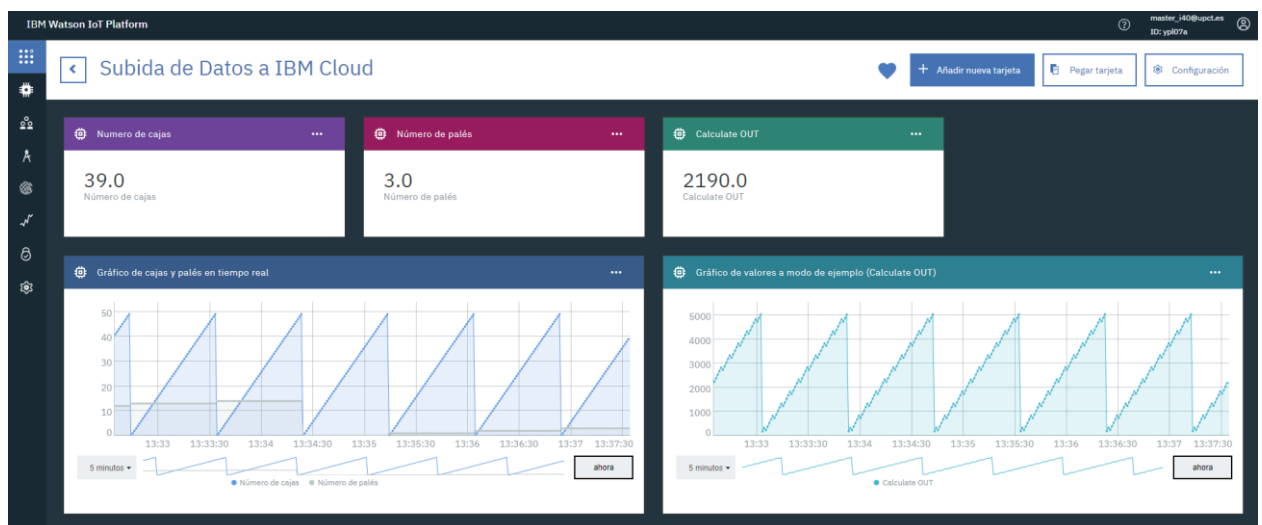 IBM Watson IoT Platform
master_i40@upct.es
ID: ypl07a
Subida de Datos a IBM Cloud
Añadir nueva tarjeta
Pegar tarjeta
Configuración
Numero de cajas
39.0
Número de cajas
Número de palés
3.0
Número de palés
Calculate OUT
2190.0
Calculate OUT
Gráfico de cajas y palés en tiempo real
50
40
30
20
10
0
13:33 13:33:30 13:34 13:34:30 13:35 13:35:30 13:36 13:36:30 13:37 13:37:30
5 minutos
ahora
Número de cajas Número de palés
Gráfico de valores a modo de ejemplo (Calculate OUT)
5000
4000
3000
2000
1000
0
13:33 13:33:30 13:34 13:34:30 13:35 13:35:30 13:36 13:36:30 13:37 13:37:30
5 minutos
ahora
Calculate OUT